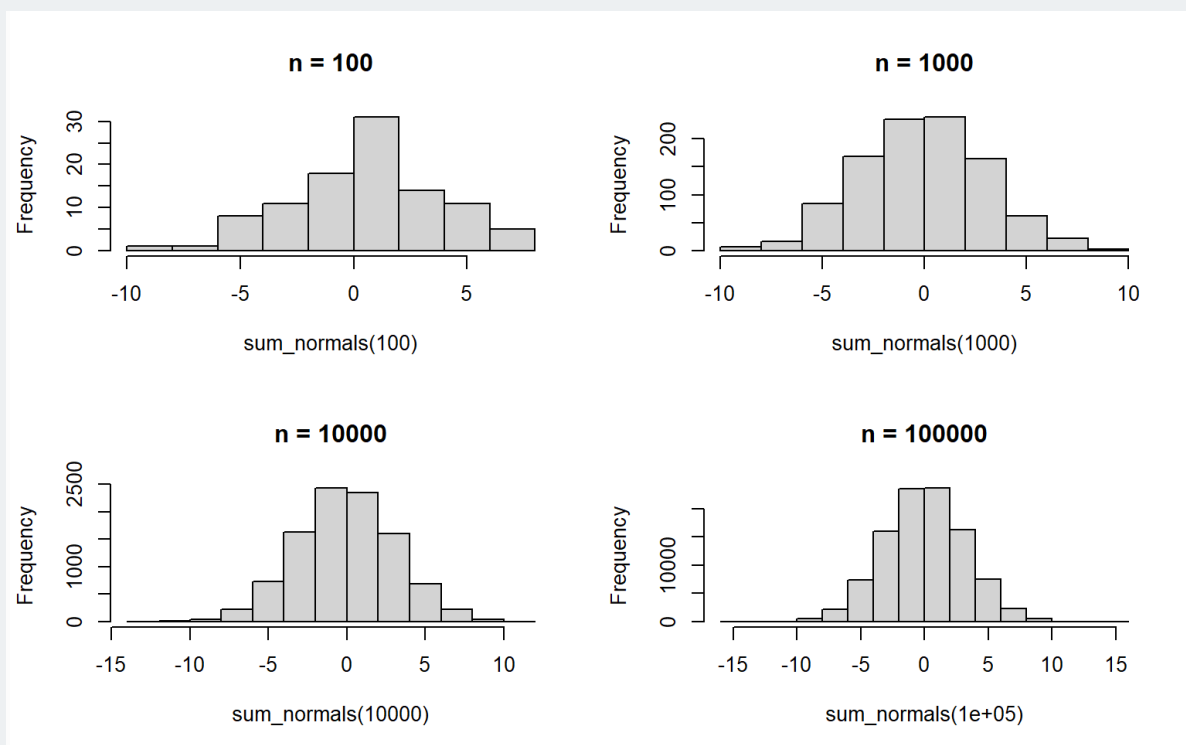 n = 100
Frequency
0 10 20 30
-10 -5 0 5
sum_normals(100)
n = 1000
Frequency
0 100 200
-10 -5 0 5 10
sum_normals(1000)
n = 10000
Frequency
0 1000 2500
-15 -10 -5 0 5 10
sum_normals(10000)
n = 100000
Frequency
0 10000
-15 -10 -5 0 5 10 15
sum_normals(1e+05)